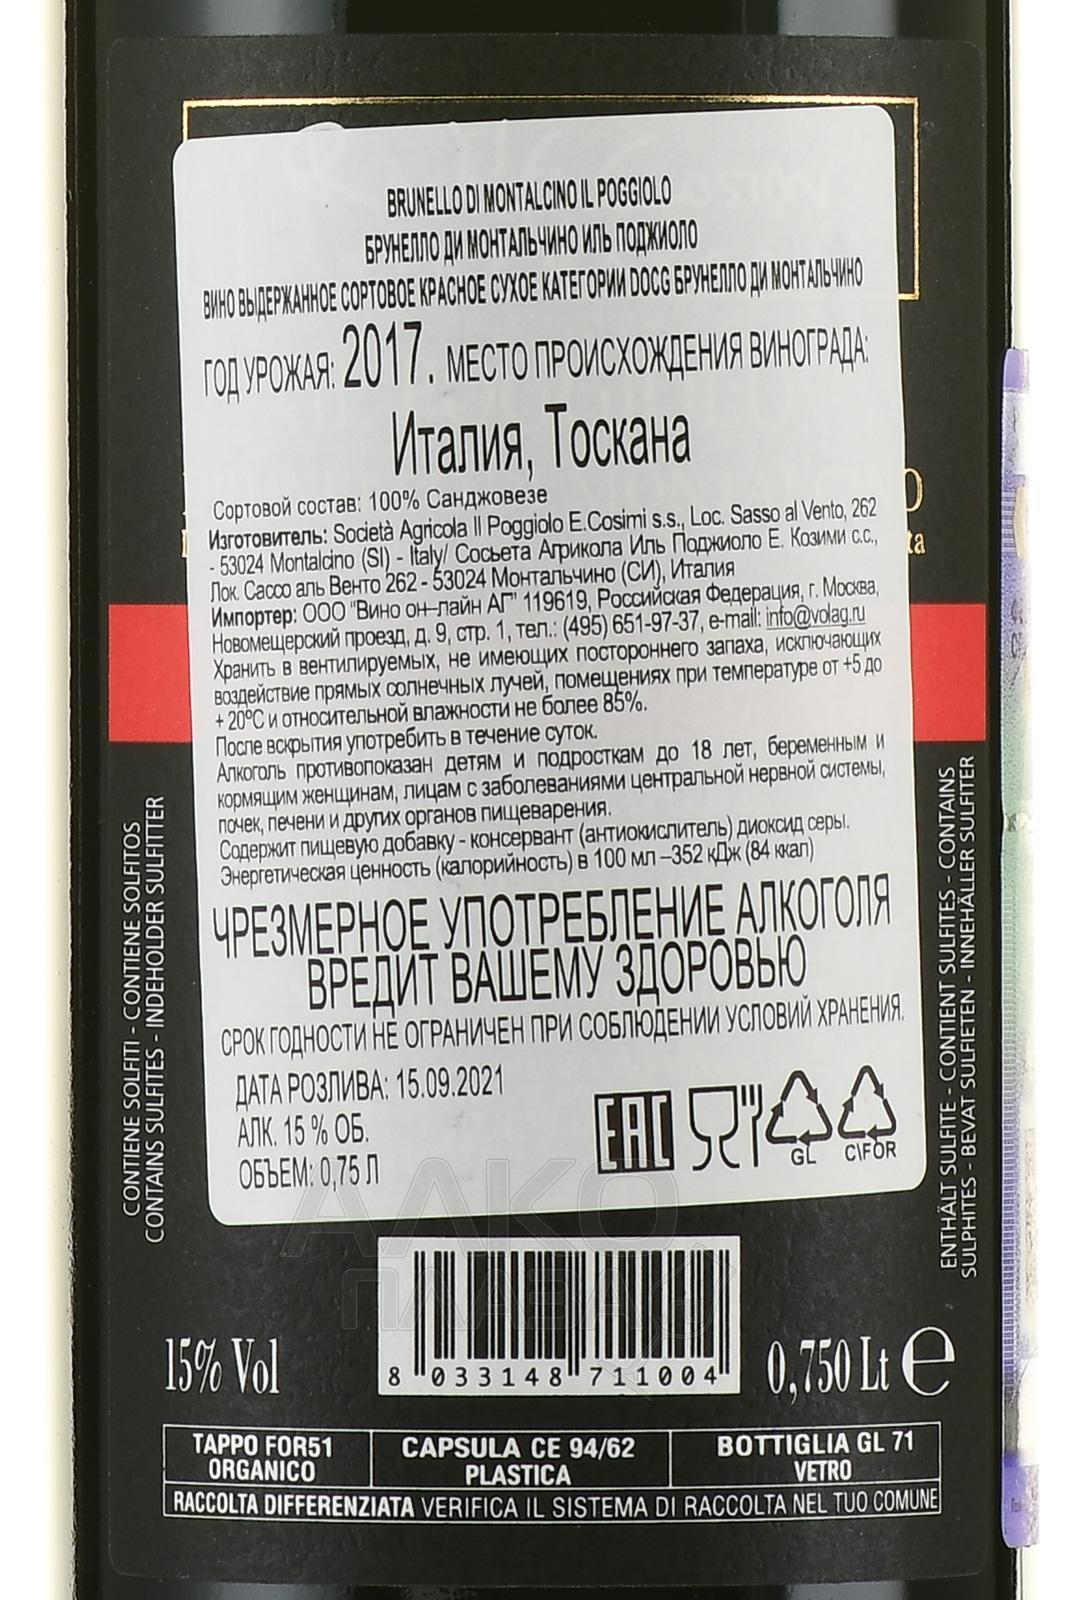 BRUNELLO DI MONTALCINO IL POGGIOLO
БРУНЕЛЛО ДИ МОНТАЛЬЧИНО ИЛЬ ПОДЖИОЛО
ВИНО ВЫДЕРЖАННОЕ СОРТОВОЕ КРАСНОЕ СУХОЕ КАТЕГОРИИ DOCG БРУНЕЛЛО ДИ МОНТАЛЬЧИНО
ГОД УРОЖАЯ: 2017. МЕСТО ПРОИСХОЖДЕНИЯ ВИНОГРАДА:
Италия, Тоскана
Сортовой состав: 100% Санджовезе
Изготовитель: Società Agricola Il Poggiolo E.Cosimi s.s., Loc. Sasso al Vento, 262
- 53024 Montalcino (SI) - Italy/ Сосьета Агрикола Иль Поджиоло Е. Козими с.с.,
Лок. Сассо аль Венто 262 - 53024 Монтальчино (СИ), Италия
Импортер: ООО "Вино он–лайн АГ" 119619, Российская Федерация, г. Москва,
Новомещерский проезд, д. 9, стр. 1, тел.: (495) 651-97-37, e-mail: info@volag.ru
Хранить в вентилируемых, не имеющих постороннего запаха, исключающих
воздействие прямых солнечных лучей, помещениях при температуре от +5 до
+ 20°С и относительной влажности не более 85%.
После вскрытия употребить в течение суток.
Алкоголь противопоказан детям и подросткам до 18 лет, беременным и
кормящим женщинам, лицам с заболеваниями центральной нервной системы,
почек, печени и других органов пищеварения.
Содержит пищевую добавку - консервант (антиокислитель) диоксид серы.
Энергетическая ценность (калорийность) в 100 мл –352 кДж (84 ккал)
ЧРЕЗМЕРНОЕ УПОТРЕБЛЕНИЕ АЛКОГОЛЯ
ВРЕДИТ ВАШЕМУ ЗДОРОВЬЮ
СРОК ГОДНОСТИ НЕ ОГРАНИЧЕН ПРИ СОБЛЮДЕНИИ УСЛОВИЙ ХРАНЕНИЯ.
ДАТА РОЗЛИВА: 15.09.2021
АЛК. 15 % ОБ.
ОБЪЕМ: 0,75 Л
EAC
GL
C\FOR
CONTIENE SOLFITI - CONTIENE SOLFITOS
CONTAINS SULFITES - INDEHOLDER SULFITTER
ENTHÄLT SULFITE - CONTIENT SULFITES - CONTAINS
SULPHITES - BEVAT SULFIETEN - INNEHÅLLER SULFITER
АЛКО
ПЛАЗА
15% Vol
8 033148 711004
0,750 Lt e
TAPPO FOR51
ORGANICO
CAPSULA CE 94/62
PLASTICA
BOTTIGLIA GL 71
VETRO
RACCOLTA DIFFERENZIATA VERIFICA IL SISTEMA DI RACCOLTA NEL TUO COMUNE